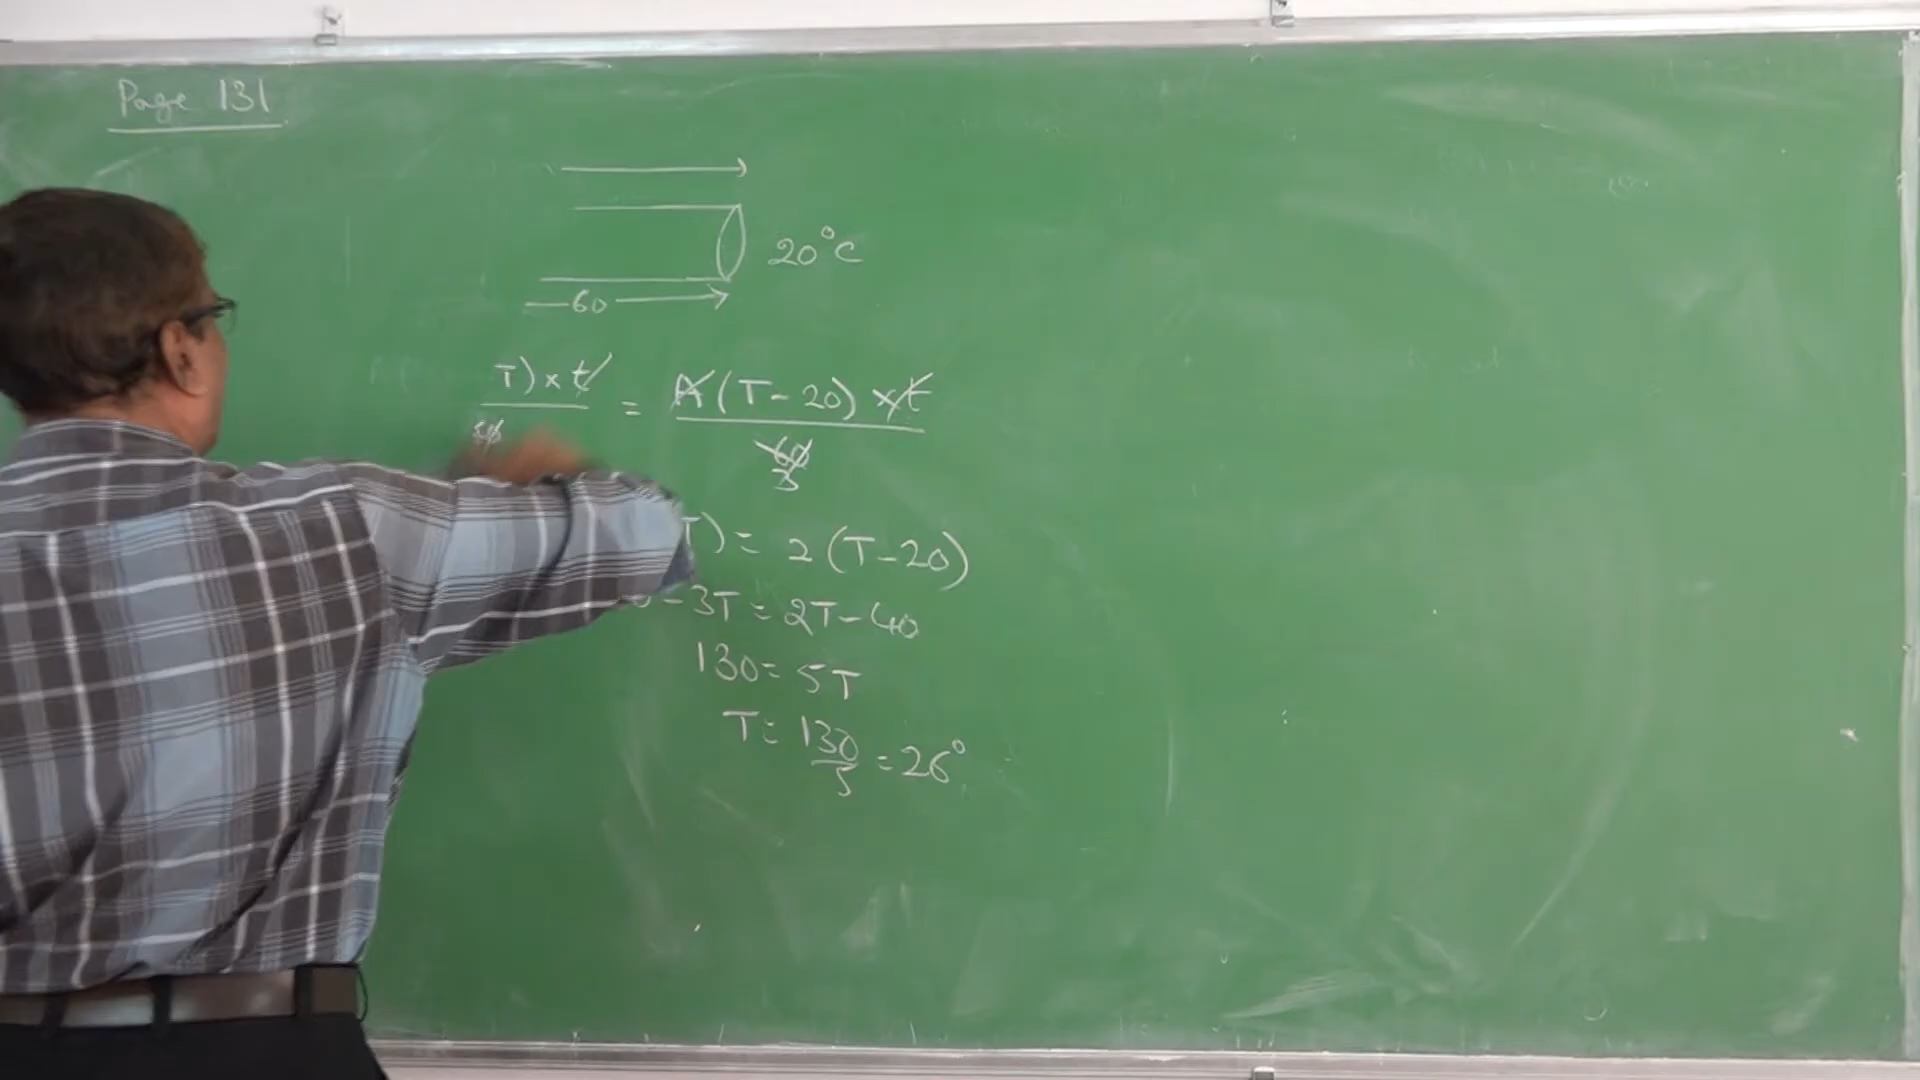 Page 131
20°C
60
T) × t = A (T - 20) × t
60
3
T) = 2 (T - 20)
- 3T = 2T - 40
130 = 5T
T = 130/5 = 26°